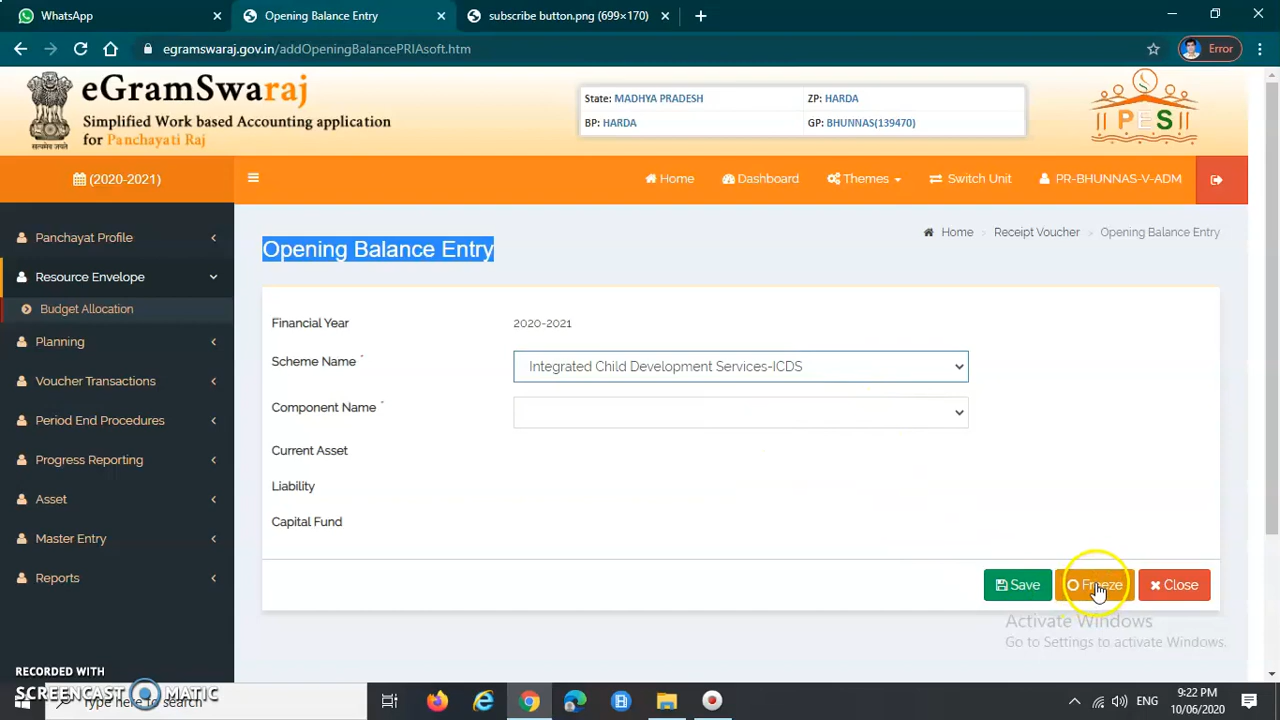 WhatsApp
Opening Balance Entry
subscribe button.png (699×170)
egramswaraj.gov.in/addOpeningBalancePRIAsoft.htm
Error
सत्यमेव जयते
eGramSwaraj
Simplified Work based Accounting application
for Panchayati Raj
State: MADHYA PRADESH ZP: HARDA
BP: HARDA GP: BHUNNAS(139470)
PES
(2020-2021)
Home Dashboard Themes Switch Unit PR-BHUNNAS-V-ADM
Panchayat Profile
Resource Envelope
Budget Allocation
Planning
Voucher Transactions
Period End Procedures
Progress Reporting
Asset
Master Entry
Reports
Opening Balance Entry
Home > Receipt Voucher > Opening Balance Entry
Financial Year 2020-2021
Scheme Name * Integrated Child Development Services-ICDS
Component Name *
Current Asset
Liability
Capital Fund
Save Freeze Close
Activate Windows
Go to Settings to activate Windows.
RECORDED WITH
SCREENCAST MATIC
Type here to search
ENG
9:22 PM
10/06/2020